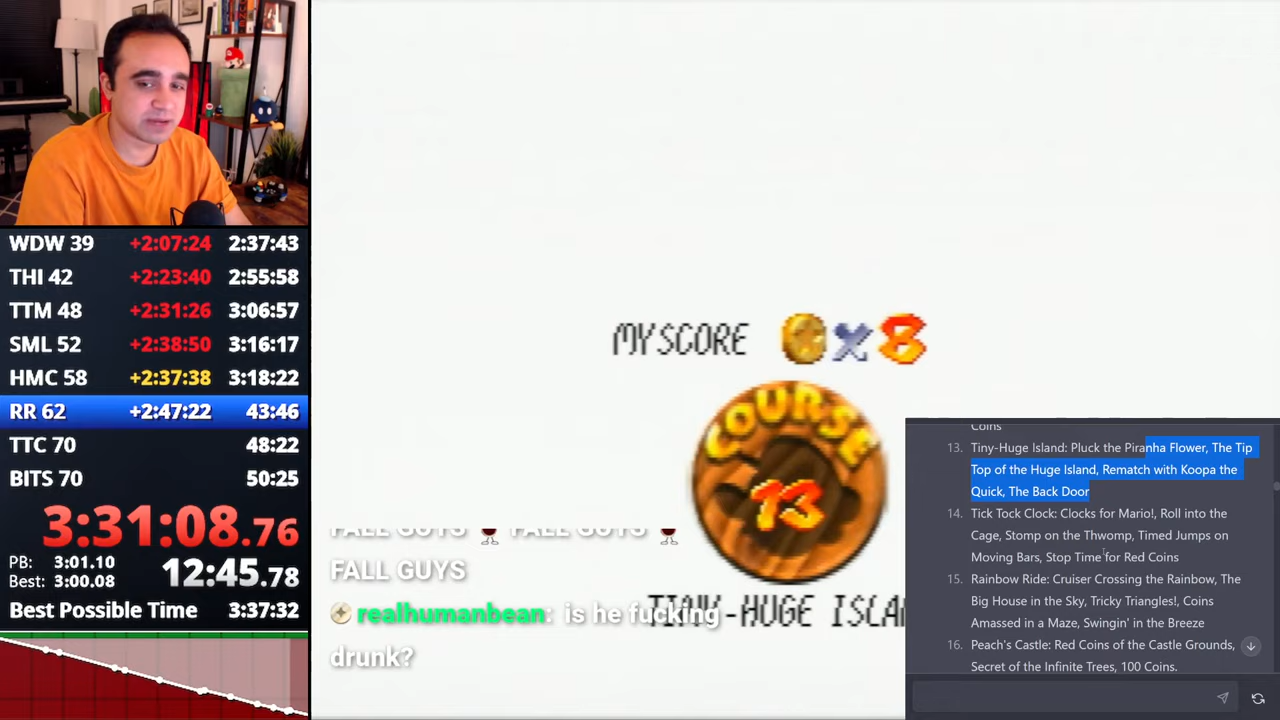 WDW 39 +2:07:24 2:37:43
THI 42 +2:23:40 2:55:58
TTM 48 +2:31:26 3:06:57
SML 52 +2:38:50 3:16:17
HMC 58 +2:37:38 3:18:22
RR 62 +2:47:22 43:46
TTC 70 48:22
BITS 70 50:25
3:31:08.76
PB: 3:01.10
Best: 3:00.08
12:45.78
Best Possible Time 3:37:32
MY SCORE × 8
COURSE
13
TINY-HUGE ISLA
FALL GUYS FALL GUYS
FALL GUYS
realhumanbean: is he fucking
drunk?
Coins
13. Tiny-Huge Island: Pluck the Piranha Flower, The Tip
Top of the Huge Island, Rematch with Koopa the
Quick, The Back Door
14. Tick Tock Clock: Clocks for Mario!, Roll into the
Cage, Stomp on the Thwomp, Timed Jumps on
Moving Bars, Stop Time for Red Coins
15. Rainbow Ride: Cruiser Crossing the Rainbow, The
Big House in the Sky, Tricky Triangles!, Coins
Amassed in a Maze, Swingin' in the Breeze
16. Peach's Castle: Red Coins of the Castle Grounds,
Secret of the Infinite Trees, 100 Coins.